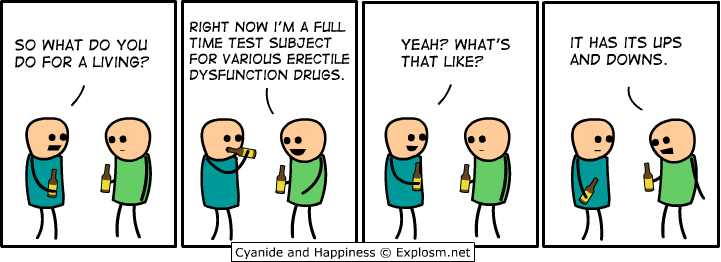 SO WHAT DO YOU
DO FOR A LIVING?
RIGHT NOW I'M A FULL
TIME TEST SUBJECT
FOR VARIOUS ERECTILE
DYSFUNCTION DRUGS.
YEAH? WHAT'S
THAT LIKE?
IT HAS ITS UPS
AND DOWNS.
Cyanide and Happiness © Explosm.net